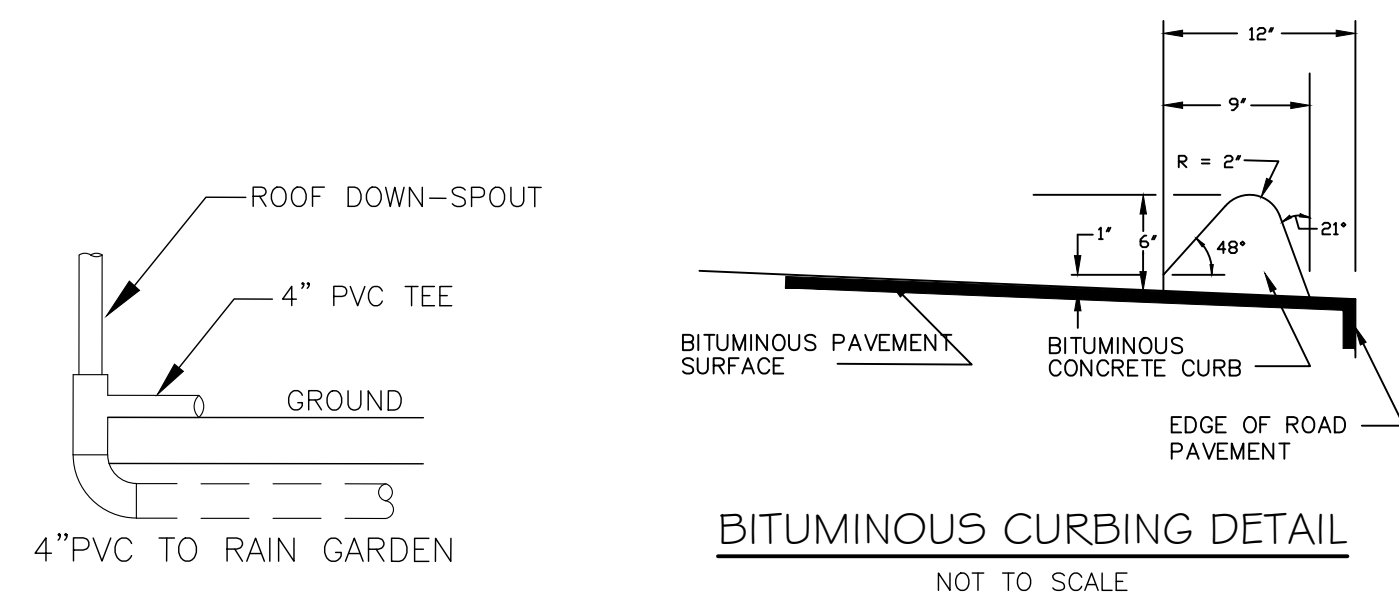 ROOF DOWN-SPOUT
4" PVC TEE
GROUND
4"PVC TO RAIN GARDEN
12"
9"
R = 2"
21°
1"
6"
48°
BITUMINOUS PAVEMENT
SURFACE
BITUMINOUS
CONCRETE CURB
EDGE OF ROAD
PAVEMENT
BITUMINOUS CURBING DETAIL
NOT TO SCALE